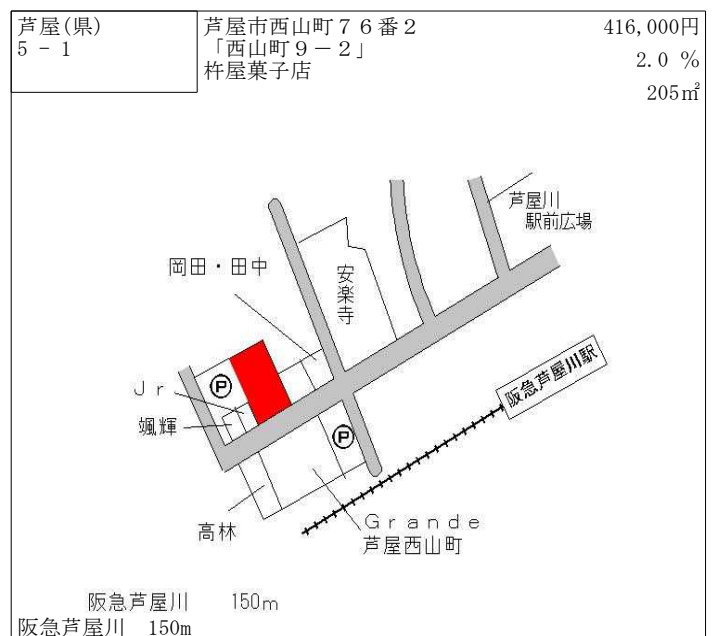 芦屋(県)
5 - 1
芦屋市西山町７６番２
「西山町９－２」
杵屋菓子店
416,000円
2.0 %
205㎡
芦屋川
駅前広場
岡田・田中
安楽寺
Ｊｒ
颯輝
Ｐ
Ｐ
阪急芦屋川駅
高林
Ｇｒａｎｄｅ
芦屋西山町
阪急芦屋川　　150m
阪急芦屋川　150m